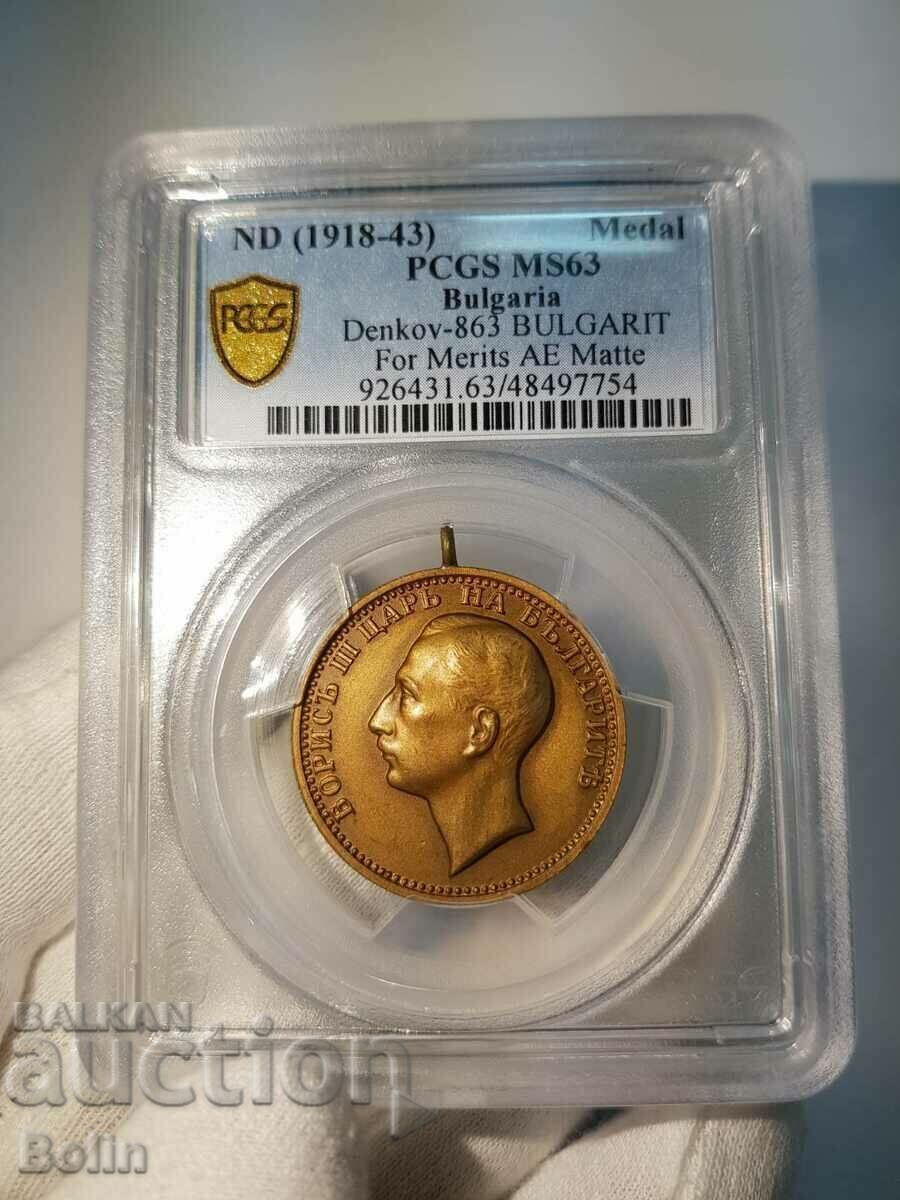 ND (1918-43) Medal
PCGS MS63
Bulgaria
PCGS
Denkov-863 BULGARIT
For Merits AE Matte
926431.63/48497754
БОРИСЪ III ЦАРЬ НА БЪЛГАРИТѢ
BALKAN
auction
Bolin